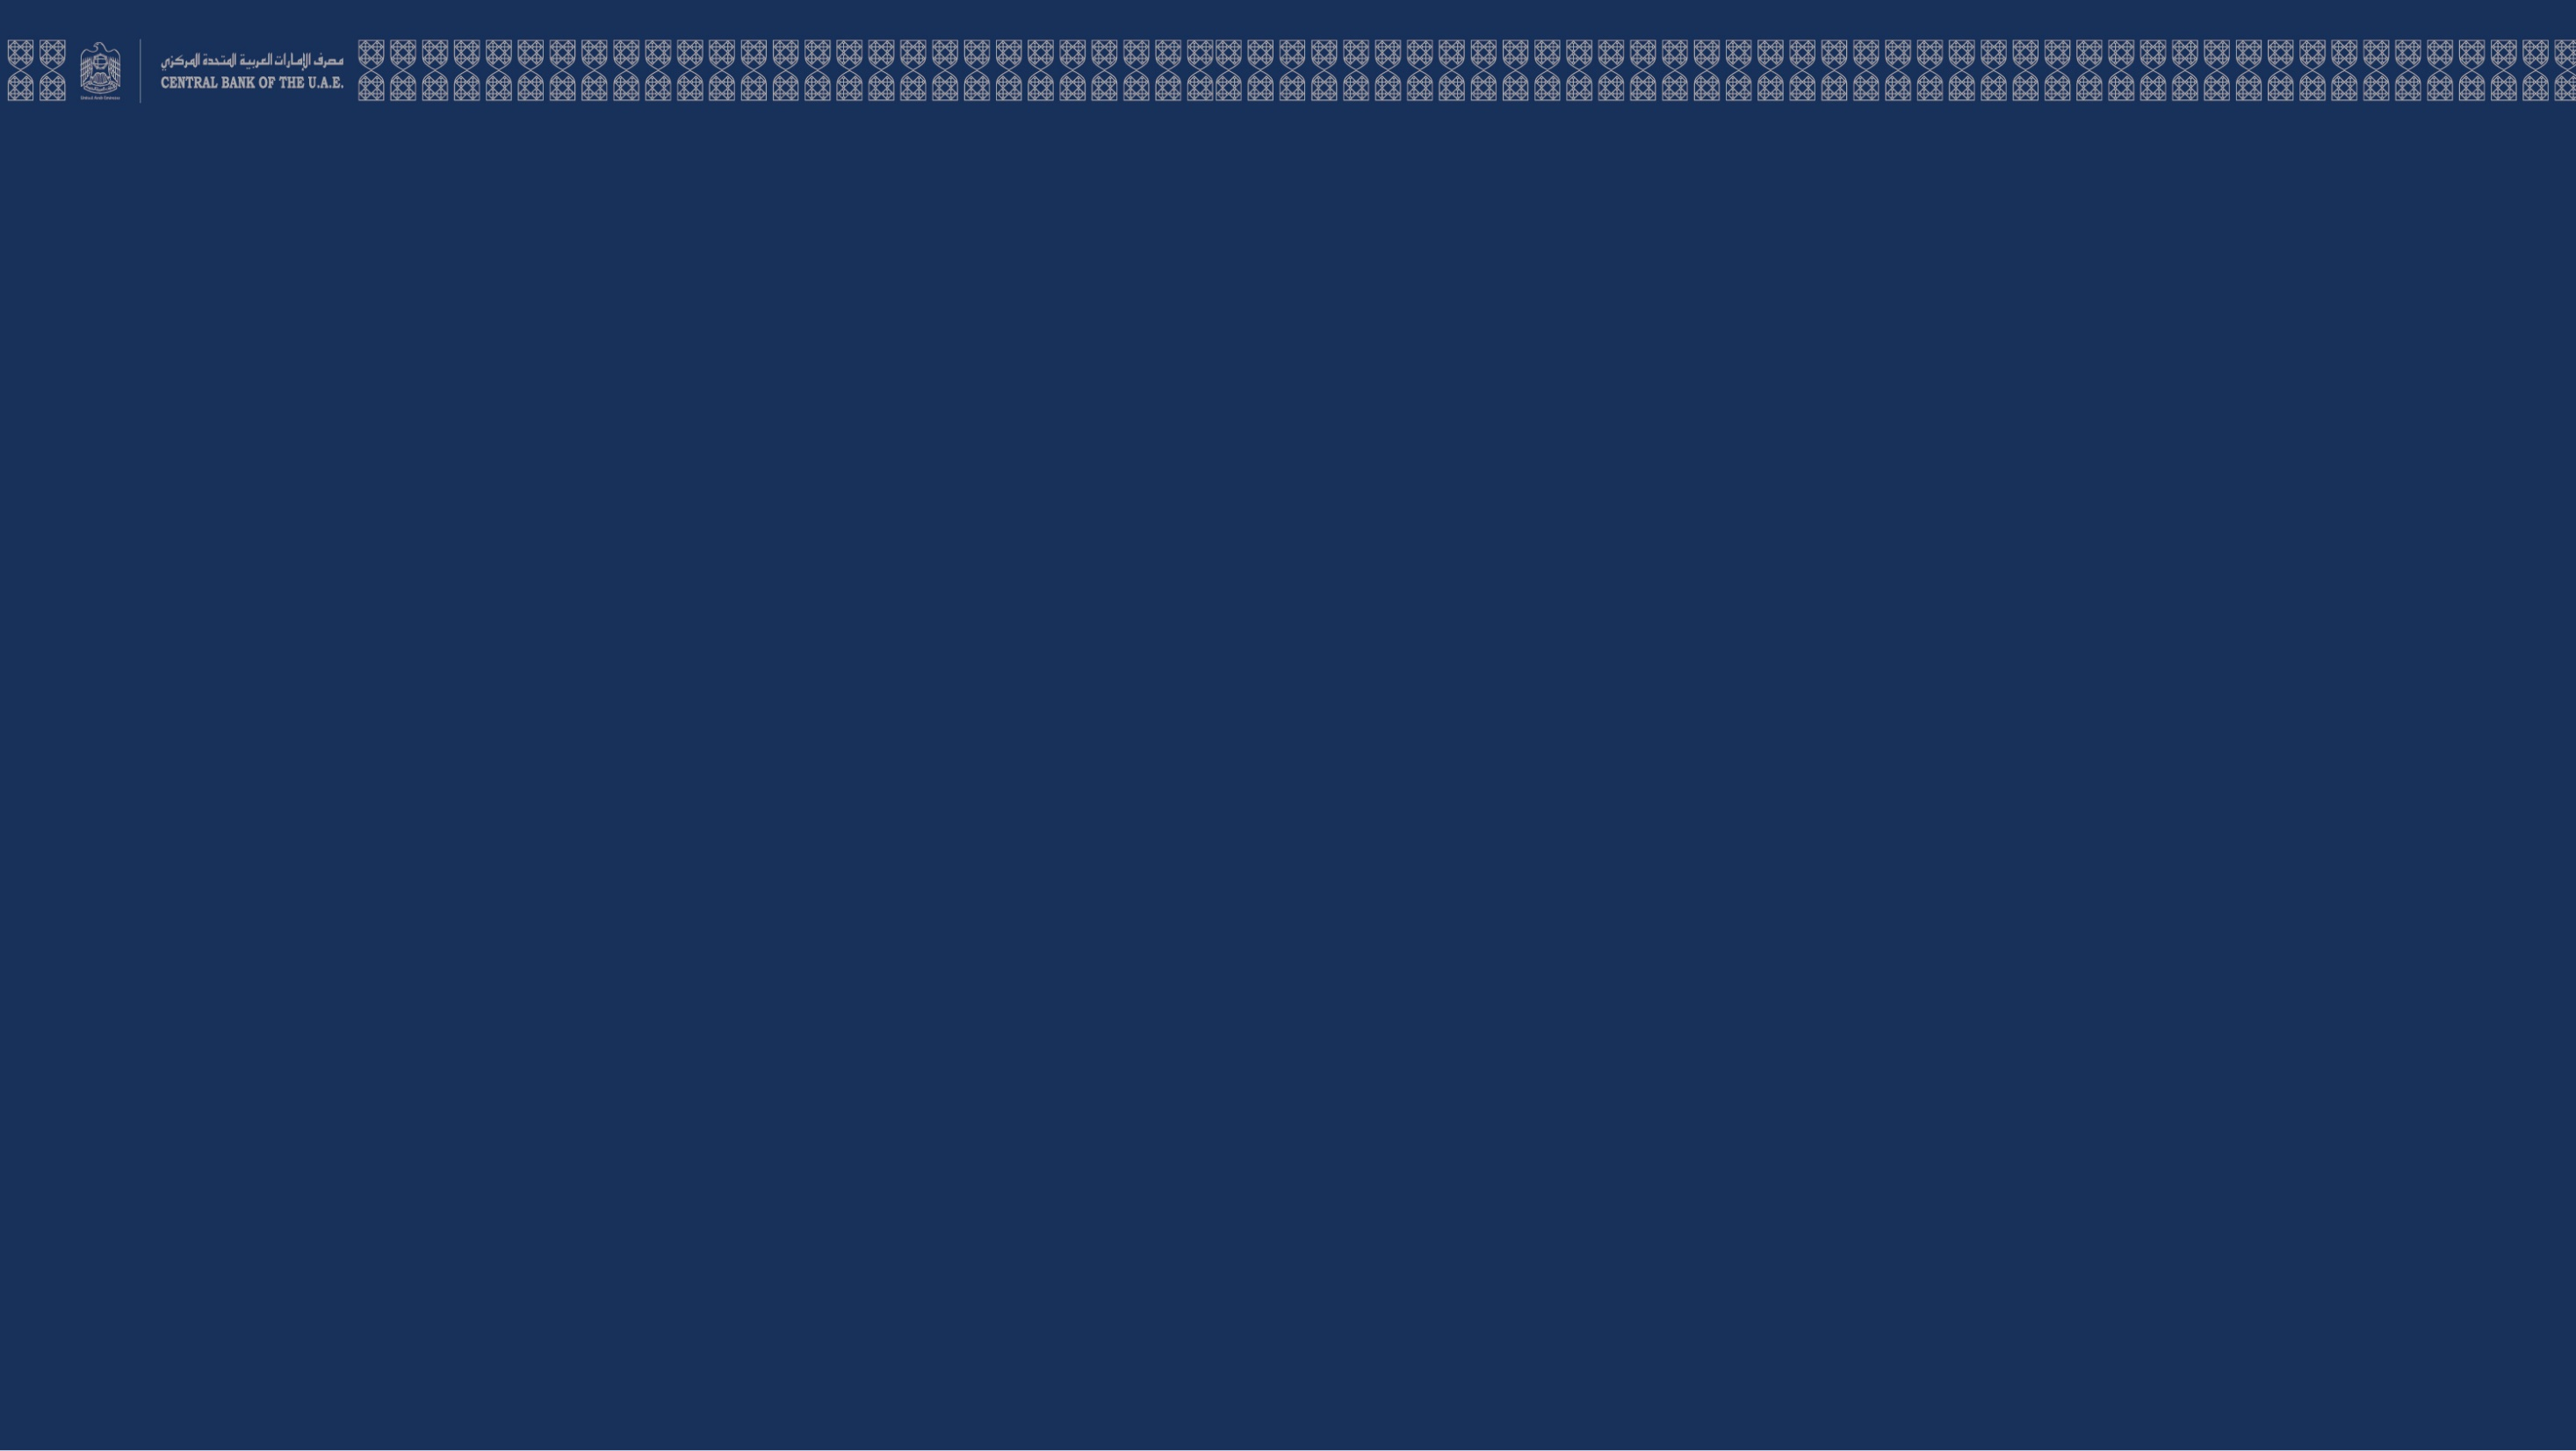 مصرف الإمارات العربية المتحدة المركزي
CENTRAL BANK OF THE U.A.E.